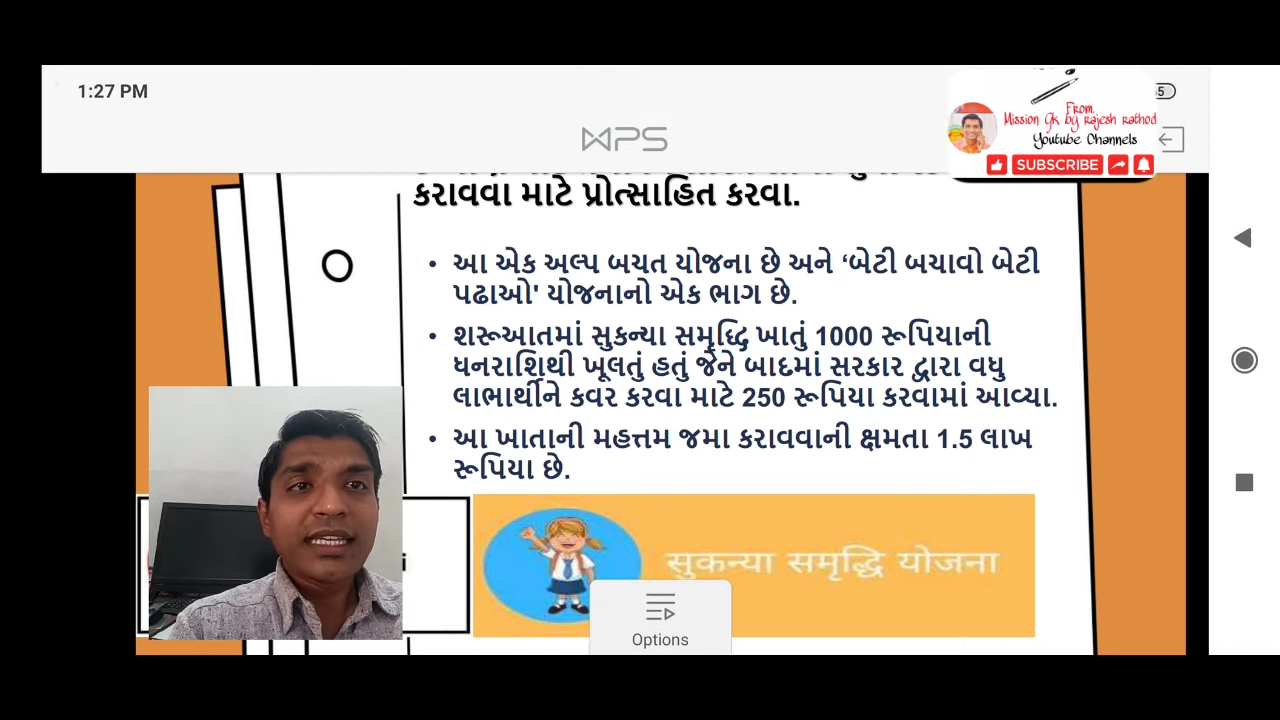 1:27 PM
From.
Mission Gk by rajesh rathod
Youtube Channels
SUBSCRIBE
WPS
કરાવવા માટે પ્રોત્સાહિત કરવા.
• આ એક અલ્પ બચત યોજના છે અને ‘બેટી બચાવો બેટી
પઢાઓ' યોજનાનો એક ભાગ છે.
• શરૂઆતમાં સુકન્યા સમૃદ્ધિ ખાતું 1000 રૂપિયાની
ધનરાશિથી ખૂલતું હતું જેને બાદમાં સરકાર દ્વારા વધુ
લાભાર્થીને કવર કરવા માટે 250 રૂપિયા કરવામાં આવ્યા.
• આ ખાતાની મહત્તમ જમા કરાવવાની ક્ષમતા 1.5 લાખ
રૂપિયા છે.
सुकन्या समृद्धि योजना
Options